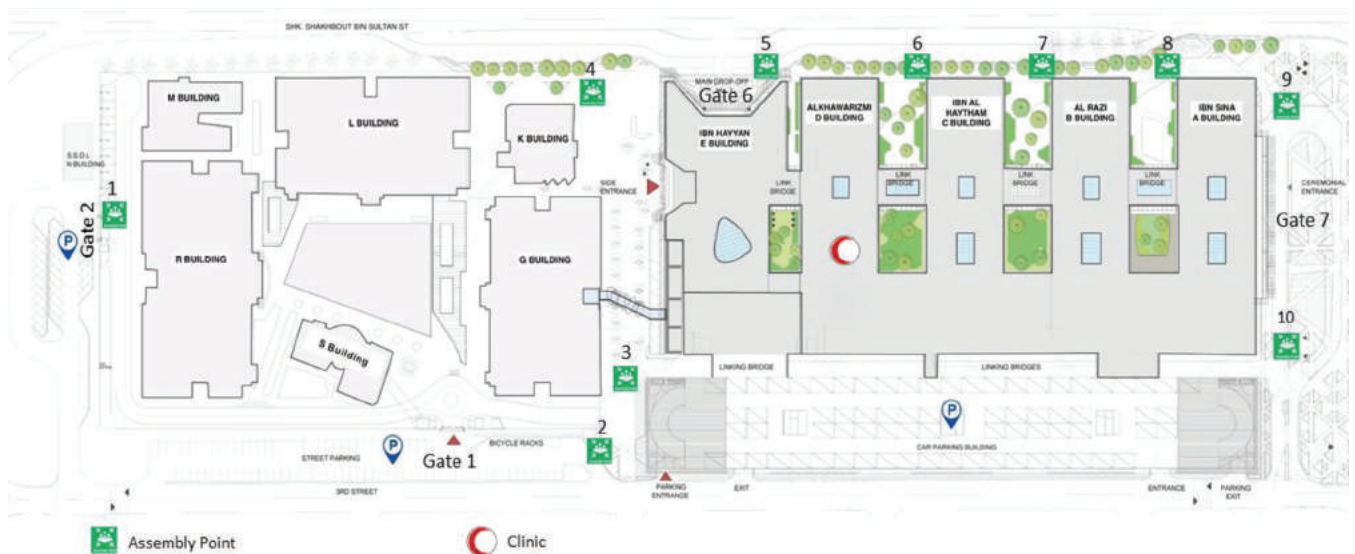 SHK. SHAKHBOUT BIN SULTAN ST
5
6
7
8
4
9
MAIN DROP-OFF
Gate 6
M BUILDING
L BUILDING
K BUILDING
ALKHAWARIZMI
D BUILDING
IBN AL
HAYTHAM
C BUILDING
AL RAZI
B BUILDING
IBN SINA
A BUILDING
IBN HAYYAN
E BUILDING
S.S.D.L
N BUILDING
SIDE
ENTRANCE
LINK
BRIDGE
LINK
BRIDGE
LINK
BRIDGE
LINK
BRIDGE
CEREMONIAL
ENTRANCE
1
Gate 2
P
Gate 7
R BUILDING
G BUILDING
S Building
10
3
LINKING BRIDGE
LINKING BRIDGES
P
CAR PARKING BUILDING
2
BICYCLE RACKS
STREET PARKING
P
Gate 1
3RD STREET
PARKING
ENTRANCE
EXIT
ENTRANCE
PARKING
EXIT
Assembly Point
Clinic